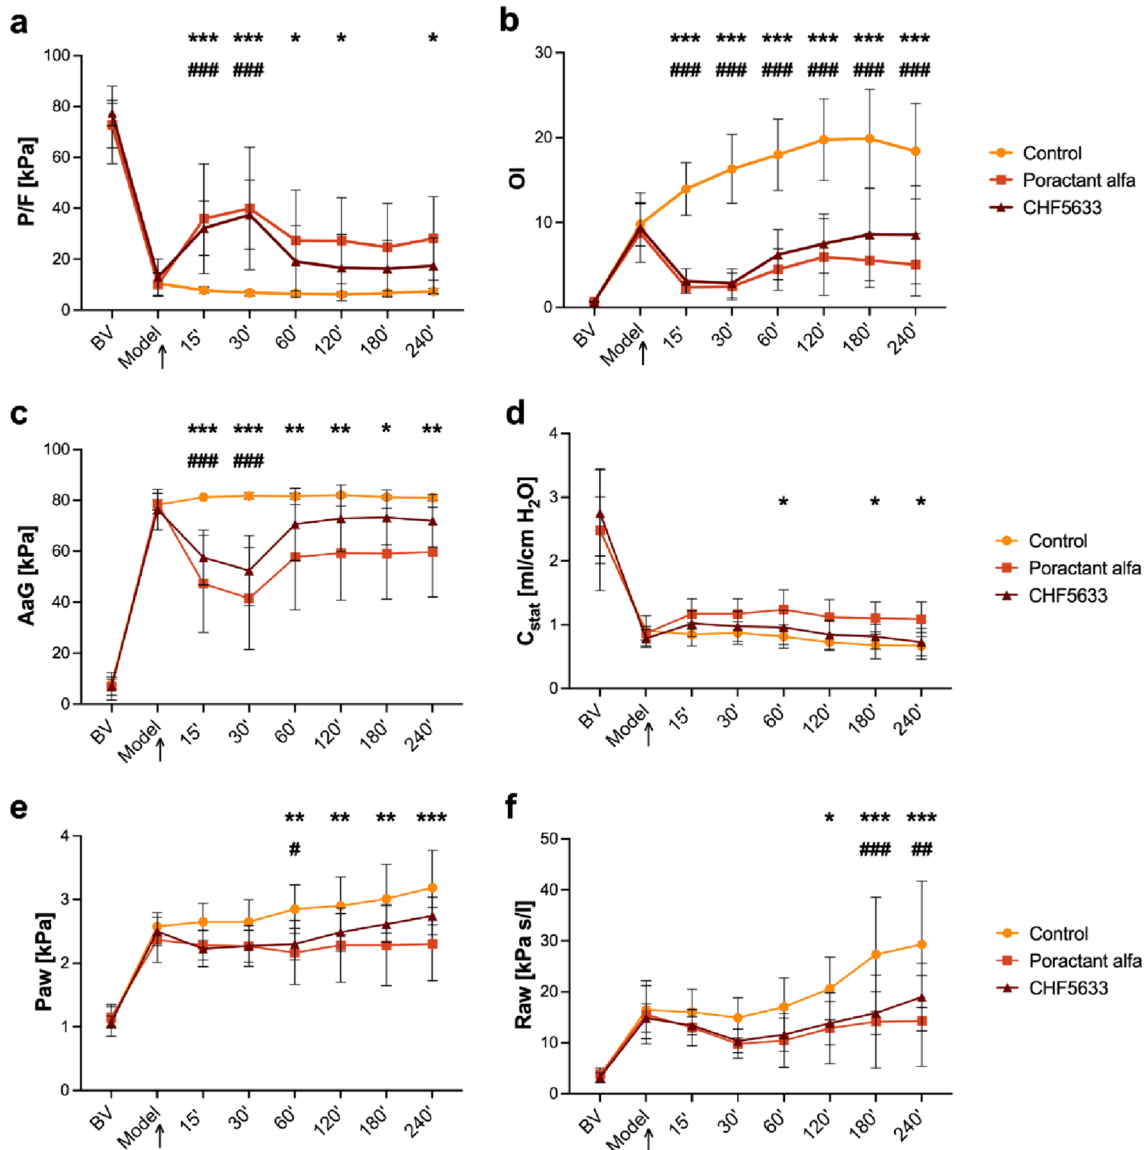 a
*** *** * * *
### ###
P/F [kPa]
100
80
60
40
20
0
BV Model 15' 30' 60' 120' 180' 240'
b
*** *** *** *** *** ***
### ### ### ### ### ###
OI
30
20
10
0
BV Model 15' 30' 60' 120' 180' 240'
Control
Poractant alfa
CHF5633
c
*** *** ** ** * **
### ###
AaG [kPa]
100
80
60
40
20
0
BV Model 15' 30' 60' 120' 180' 240'
d
* * *
Cstat [ml/cm H2O]
4
3
2
1
0
BV Model 15' 30' 60' 120' 180' 240'
Control
Poractant alfa
CHF5633
e
** ** ** ***
#
Paw [kPa]
4
3
2
1
0
BV Model 15' 30' 60' 120' 180' 240'
f
* *** ***
### ##
Raw [kPa s/l]
50
40
30
20
10
0
BV Model 15' 30' 60' 120' 180' 240'
Control
Poractant alfa
CHF5633